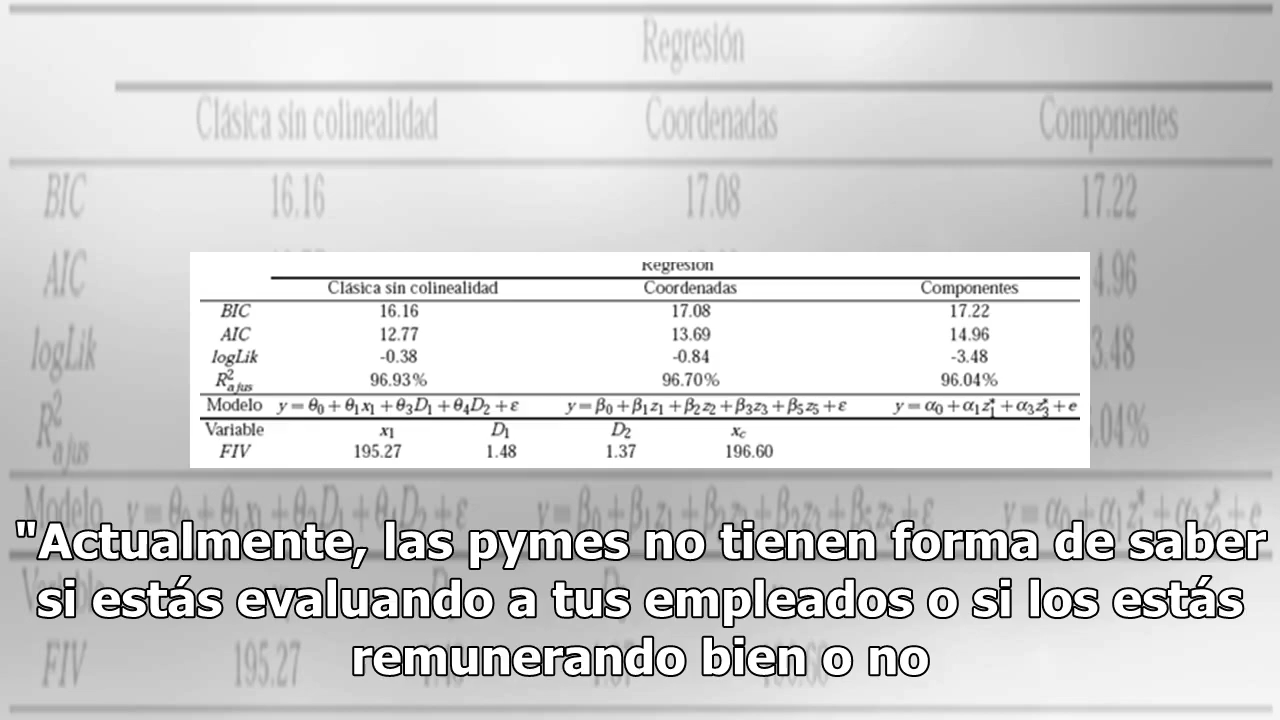 Regresión
Clásica sin colinealidad Coordenadas Componentes
BIC 16.16 17.08 17.22
AIC 12.77 13.69 14.96
logLik -0.38 -0.84 -3.48
R²ajus 96.93% 96.70% 96.04%
Modelo y = θ0 + θ1x1 + θ3D1 + θ4D2 + ε y = β0 + β1z1 + β2z2 + β3z3 + β5z5 + ε y = α0 + α1z1* + α3z3* + e
Variable x1 D1 D2 xc
FIV 195.27 1.48 1.37 196.60
"Actualmente, las pymes no tienen forma de saber
si estás evaluando a tus empleados o si los estás
remunerando bien o no